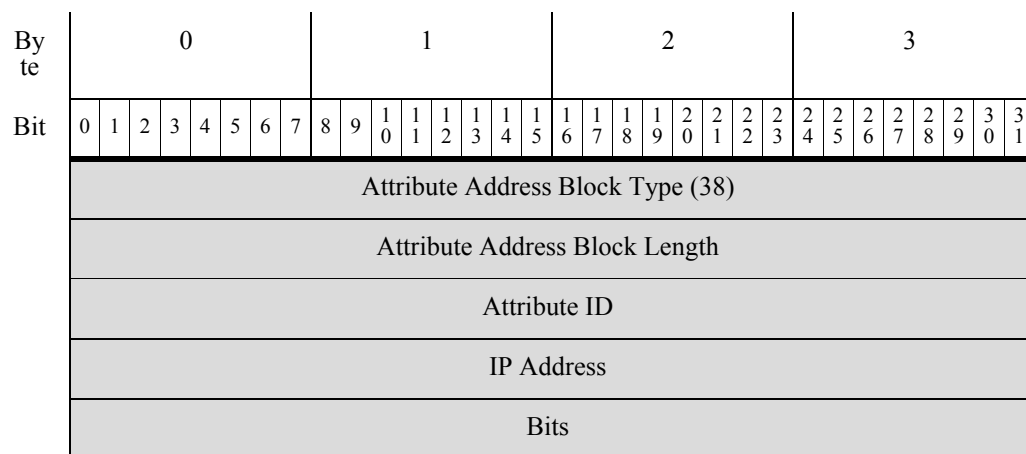 Byte 0 1 2 3
Bit 0 1 2 3 4 5 6 7 8 9 10 11 12 13 14 15 16 17 18 19 20 21 22 23 24 25 26 27 28 29 30 31
Attribute Address Block Type (38)
Attribute Address Block Length
Attribute ID
IP Address
Bits